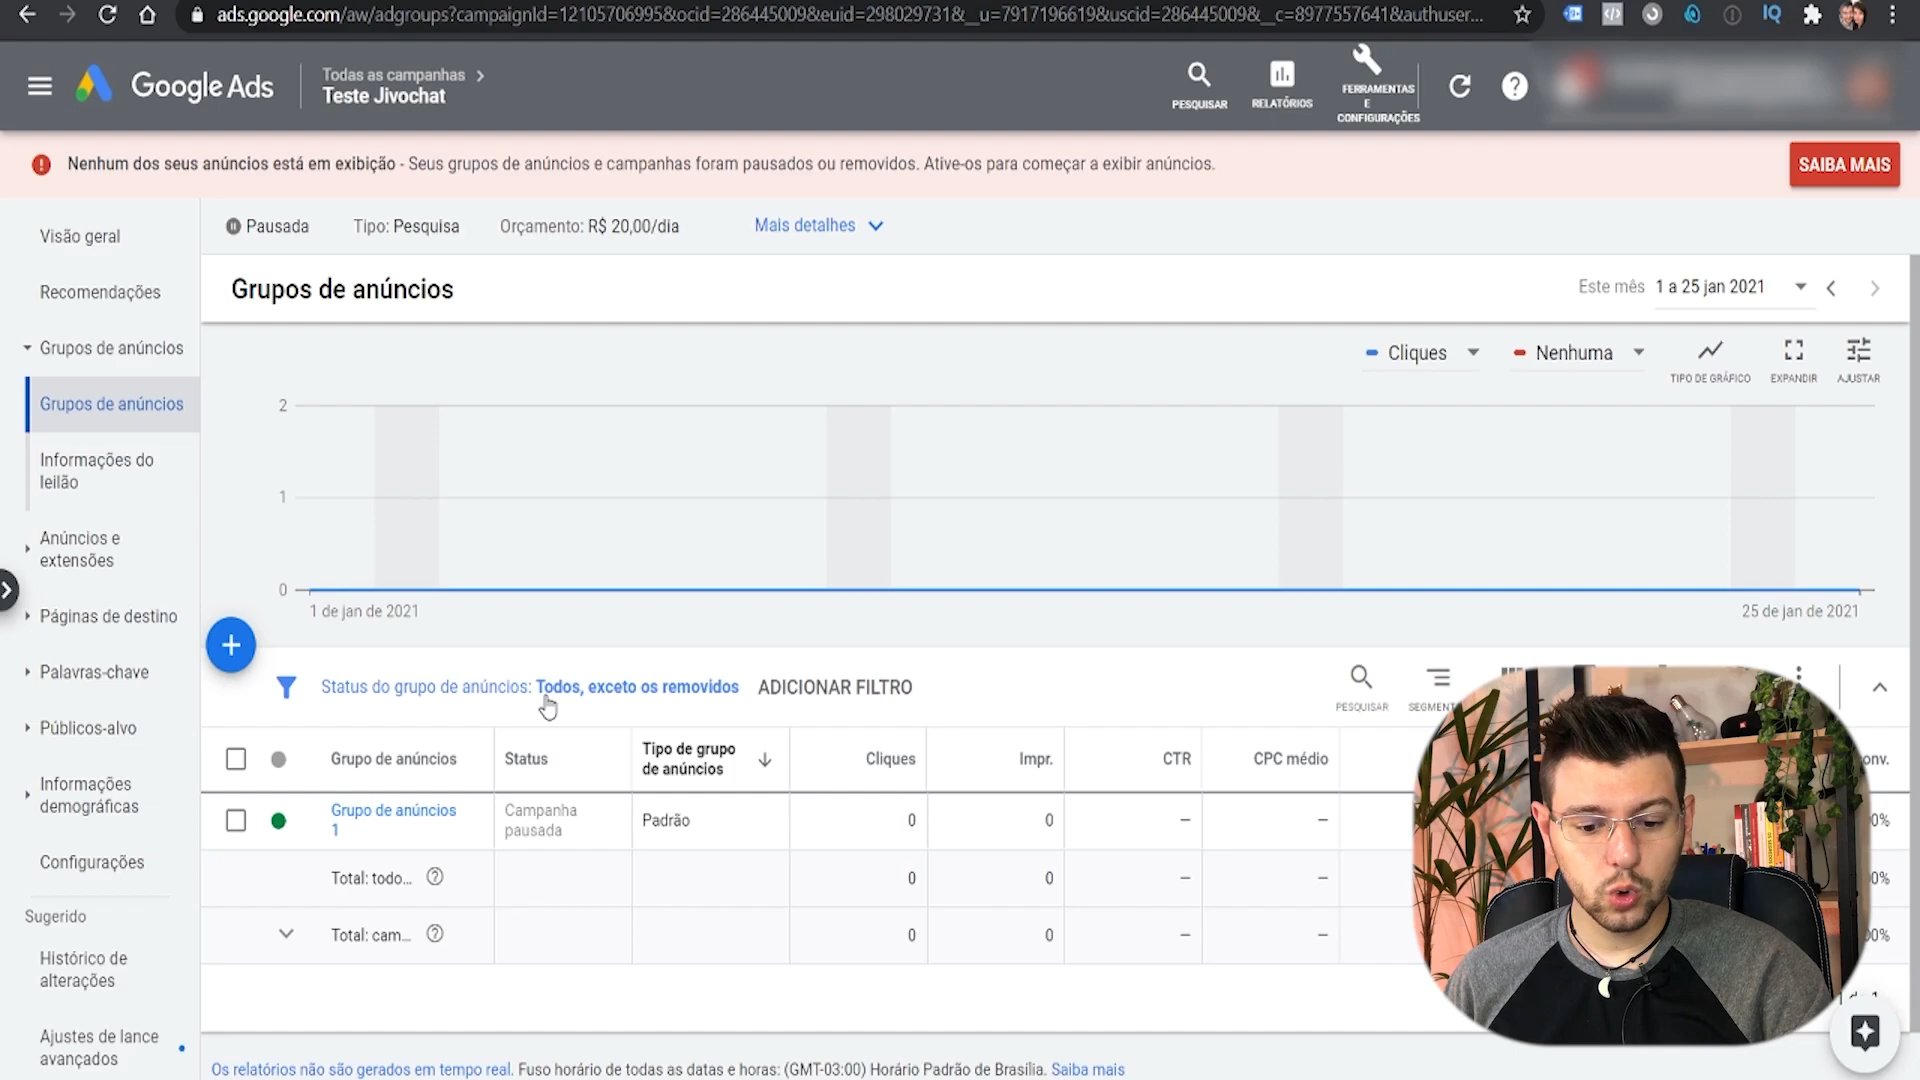 ads.google.com/aw/adgroups?campaignId=12105706995&ocid=286445009&euid=298029731&__u=7917196619&uscid=286445009&__c=8977557641&authuser...
Google Ads
Todas as campanhas
Teste Jivochat
PESQUISAR
RELATÓRIOS
FERRAMENTAS
E
CONFIGURAÇÕES
Nenhum dos seus anúncios está em exibição - Seus grupos de anúncios e campanhas foram pausados ou removidos. Ative-os para começar a exibir anúncios.
SAIBA MAIS
Pausada Tipo: Pesquisa Orçamento: R$ 20,00/dia Mais detalhes
Grupos de anúncios
Este mês 1 a 25 jan 2021
Visão geral
Recomendações
Grupos de anúncios
Grupos de anúncios
Informações do
leilão
Anúncios e
extensões
Páginas de destino
Palavras-chave
Públicos-alvo
Informações
demográficas
Configurações
Sugerido
Histórico de
alterações
Ajustes de lance
avançados
Cliques Nenhuma
TIPO DE GRÁFICO EXPANDIR AJUSTAR
2
1
0
1 de jan de 2021 25 de jan de 2021
Status do grupo de anúncios: Todos, exceto os removidos ADICIONAR FILTRO
PESQUISAR SEGMENT
Grupo de anúncios Status Tipo de grupo
de anúncios Cliques Impr. CTR CPC médio onv.
Grupo de anúncios
1 Campanha
pausada Padrão 0 0 – – 0%
Total: todo... 0 0 – – 0%
Total: cam... 0 0 – – 00%
Os relatórios não são gerados em tempo real. Fuso horário de todas as datas e horas: (GMT-03:00) Horário Padrão de Brasília. Saiba mais